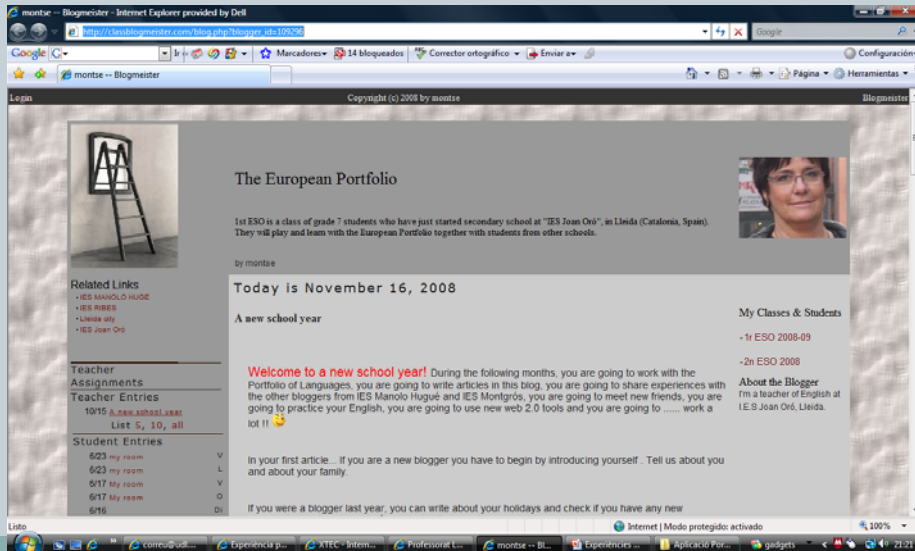 montse -- Blogmeister - Internet Explorer provided by Dell
http://classblogmeister.com/blog.php?blogger_id=109296
Google
Google
Marcadores
14 bloqueados
Corrector ortográfico
Enviar a
Configuración
montse -- Blogmeister
Página
Herramientas
Login
Copyright (c) 2008 by montse
Blogmeister
The European Portfolio
1st ESO is a class of grade 7 students who have just started secondary school at "IES Joan Oró", in Lleida (Catalonia, Spain).
They will play and learn with the European Portfolio together with students from other schools.
by montse
Related Links
IES MANOLO HUGE
IES RIBES
Lleida city
IES Joan Oró
Teacher
Assignments
Teacher Entries
10/15 A new school year
List 5, 10, all
Student Entries
6/23 my room V
6/23 my room L
6/17 My room V
6/17 My room O
6/16 Di
Today is November 16, 2008
A new school year
Welcome to a new school year! During the following months, you are going to work with the
Portfolio of Languages, you are going to write articles in this blog, you are going to share experiences with
the other bloggers from IES Manolo Hugué and IES Montgrós, you are going to meet new friends, you are
going to practice your English, you are going to use new web 2.0 tools and you are going to ...... work a
lot !!
In your first article... If you are a new blogger you have to begin by introducing yourself . Tell us about you
and about your family.
If you were a blogger last year, you can write about your holidays and check if you have any new
My Classes & Students
-1r ESO 2008-09
-2n ESO 2008
About the Blogger
I'm a teacher of English at
I.E.S Joan Oró, Lleida.
Listo
Internet | Modo protegido: activado
100%
correu@udl...
Experiència p...
XTEC - Intern...
Professorat L...
montse -- Bl...
Experiències ...
Aplicació Por...
gadgets
21:21